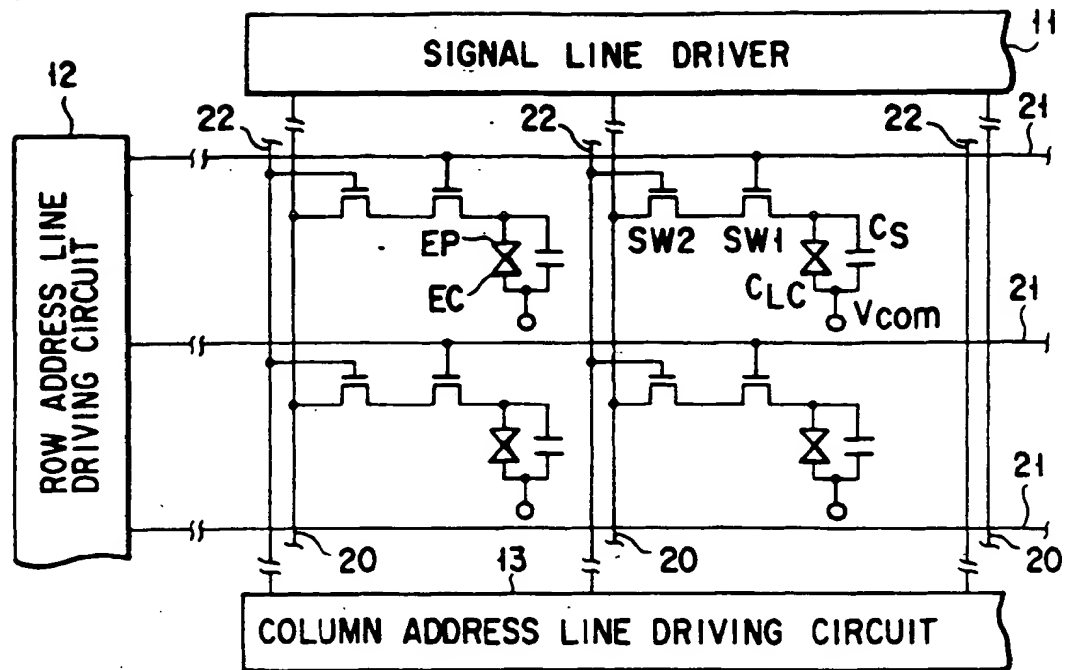 11
SIGNAL LINE DRIVER
12
22
22
22
21
ROW ADDRESS LINE
DRIVING CIRCUIT
EP
EC
SW2
SW1
CS
CLC
Vcom
21
21
20
13
20
20
COLUMN ADDRESS LINE DRIVING CIRCUIT